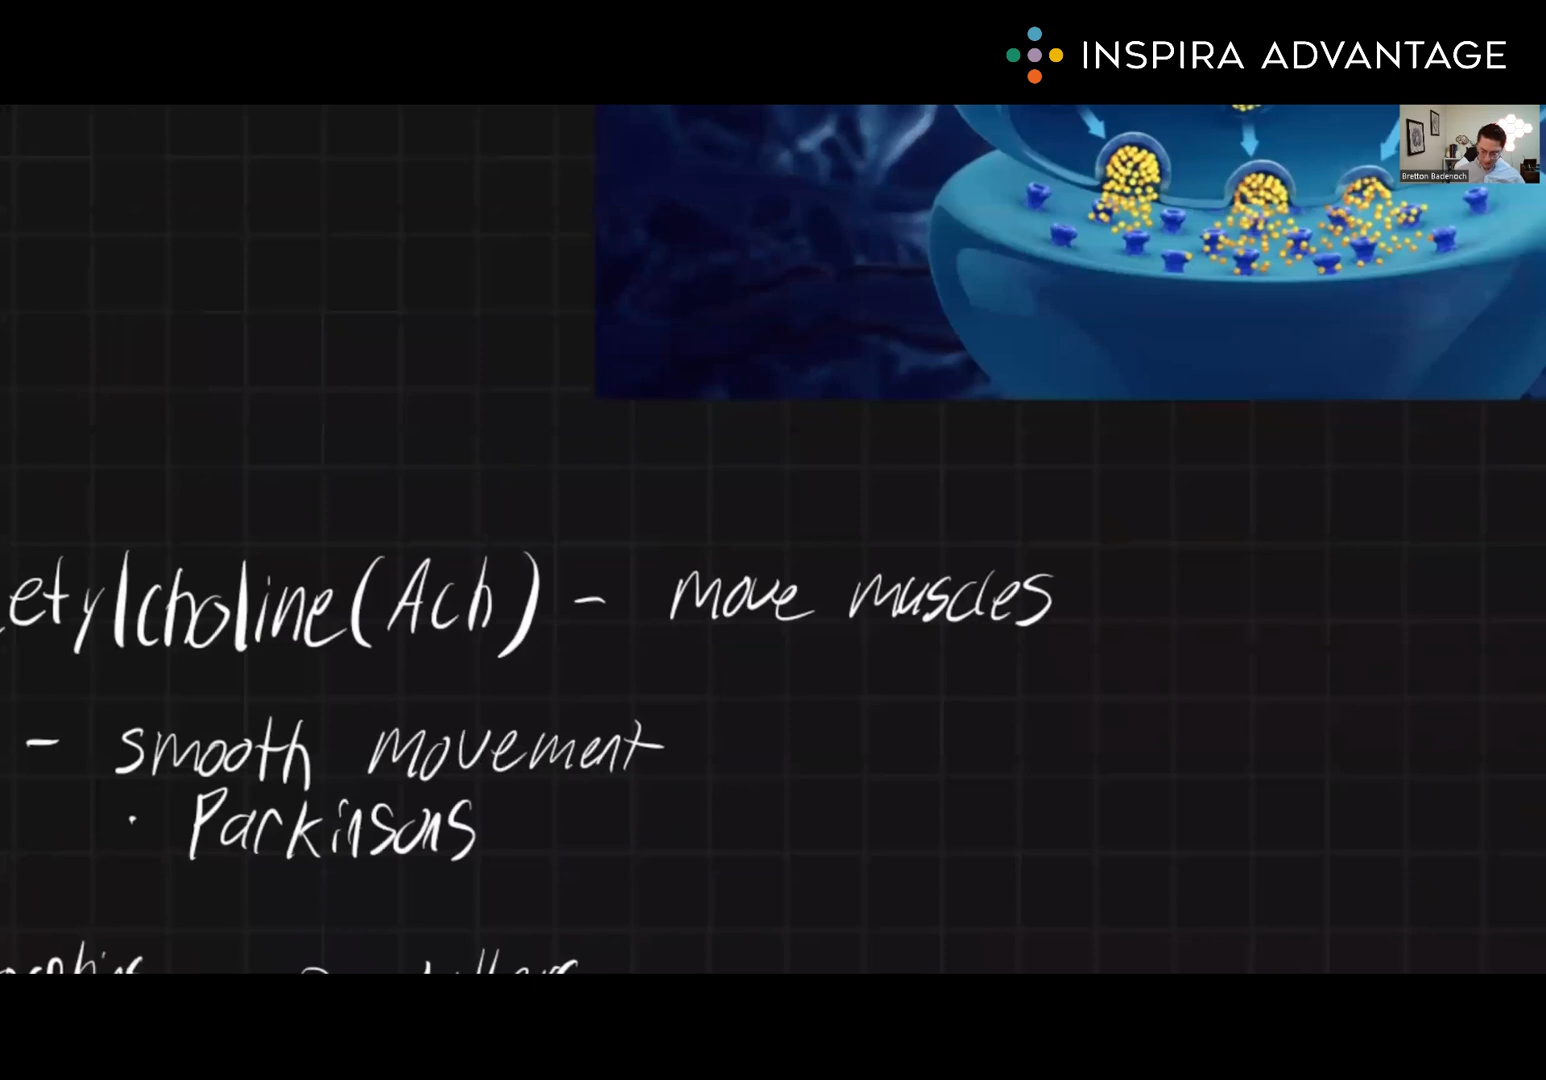 INSPIRA ADVANTAGE
Bretton Badenoch
etylcholine (Ach) - move muscles
- smooth movement
· Parkinsons